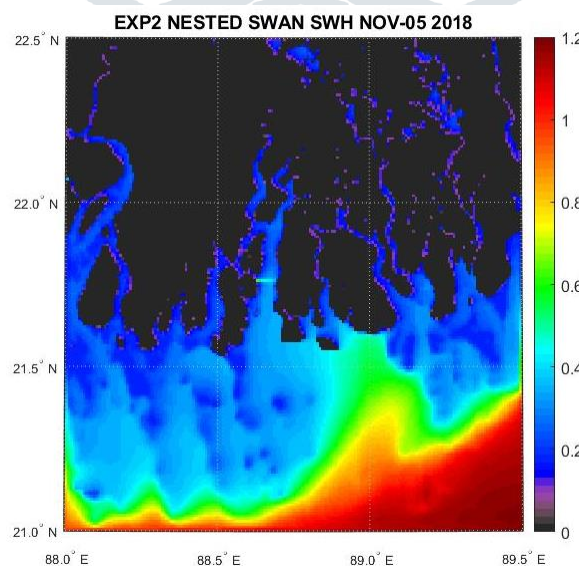 EXP2 NESTED SWAN SWH NOV-05 2018
22.5° N
22.0° N
21.5° N
21.0° N
88.0° E
88.5° E
89.0° E
89.5° E
1.2
1
0.8
0.6
0.4
0.2
0